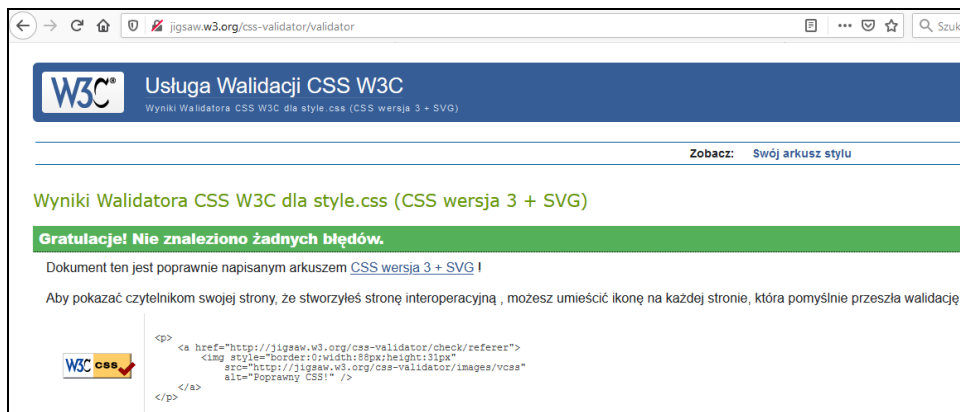 jigsaw.w3.org/css-validator/validator
Szuk
W3C® Usługa Walidacji CSS W3C
Wyniki Walidatora CSS W3C dla style.css (CSS wersja 3 + SVG)
Zobacz: Swój arkusz stylu
Wyniki Walidatora CSS W3C dla style.css (CSS wersja 3 + SVG)
Gratulacje! Nie znaleziono żadnych błędów.
Dokument ten jest poprawnie napisanym arkuszem CSS wersja 3 + SVG !
Aby pokazać czytelnikom swojej strony, że stworzyłeś stronę interoperacyjną , możesz umieścić ikonę na każdej stronie, która pomyślnie przeszła walidację
W3C css
<p>
<a href="http://jigsaw.w3.org/css-validator/check/referer">
<img style="border:0;width:88px;height:31px"
src="http://jigsaw.w3.org/css-validator/images/vcss"
alt="Poprawny CSS!" />
</a>
</p>